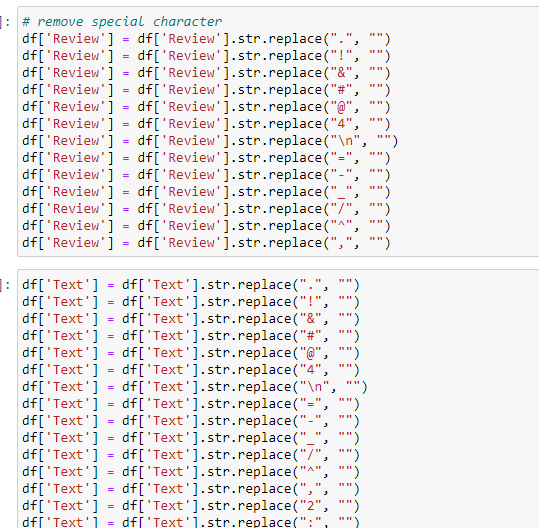 ]: # remove special character
df['Review'] = df['Review'].str.replace(".", "")
df['Review'] = df['Review'].str.replace("!", "")
df['Review'] = df['Review'].str.replace("&", "")
df['Review'] = df['Review'].str.replace("#", "")
df['Review'] = df['Review'].str.replace("@", "")
df['Review'] = df['Review'].str.replace("4", "")
df['Review'] = df['Review'].str.replace("\n", "")
df['Review'] = df['Review'].str.replace("=", "")
df['Review'] = df['Review'].str.replace("-", "")
df['Review'] = df['Review'].str.replace("_", "")
df['Review'] = df['Review'].str.replace("/", "")
df['Review'] = df['Review'].str.replace("^", "")
df['Review'] = df['Review'].str.replace(",", "")
]: df['Text'] = df['Text'].str.replace(".", "")
df['Text'] = df['Text'].str.replace("!", "")
df['Text'] = df['Text'].str.replace("&", "")
df['Text'] = df['Text'].str.replace("#", "")
df['Text'] = df['Text'].str.replace("@", "")
df['Text'] = df['Text'].str.replace("4", "")
df['Text'] = df['Text'].str.replace("\n", "")
df['Text'] = df['Text'].str.replace("=", "")
df['Text'] = df['Text'].str.replace("-", "")
df['Text'] = df['Text'].str.replace("_", "")
df['Text'] = df['Text'].str.replace("/", "")
df['Text'] = df['Text'].str.replace("^", "")
df['Text'] = df['Text'].str.replace(",", "")
df['Text'] = df['Text'].str.replace("2", "")
df['Text'] = df['Text'].str.replace(":", "")